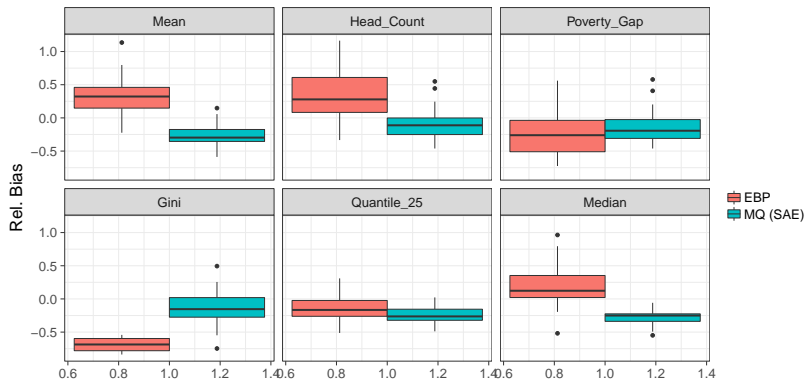 Mean Head_Count Poverty_Gap
1.0
0.5
0.0
−0.5
Rel. Bias
Gini Quantile_25 Median
1.0
0.5
0.0
−0.5
EBP
MQ (SAE)
0.6 0.8 1.0 1.2 1.4 0.6 0.8 1.0 1.2 1.4 0.6 0.8 1.0 1.2 1.4